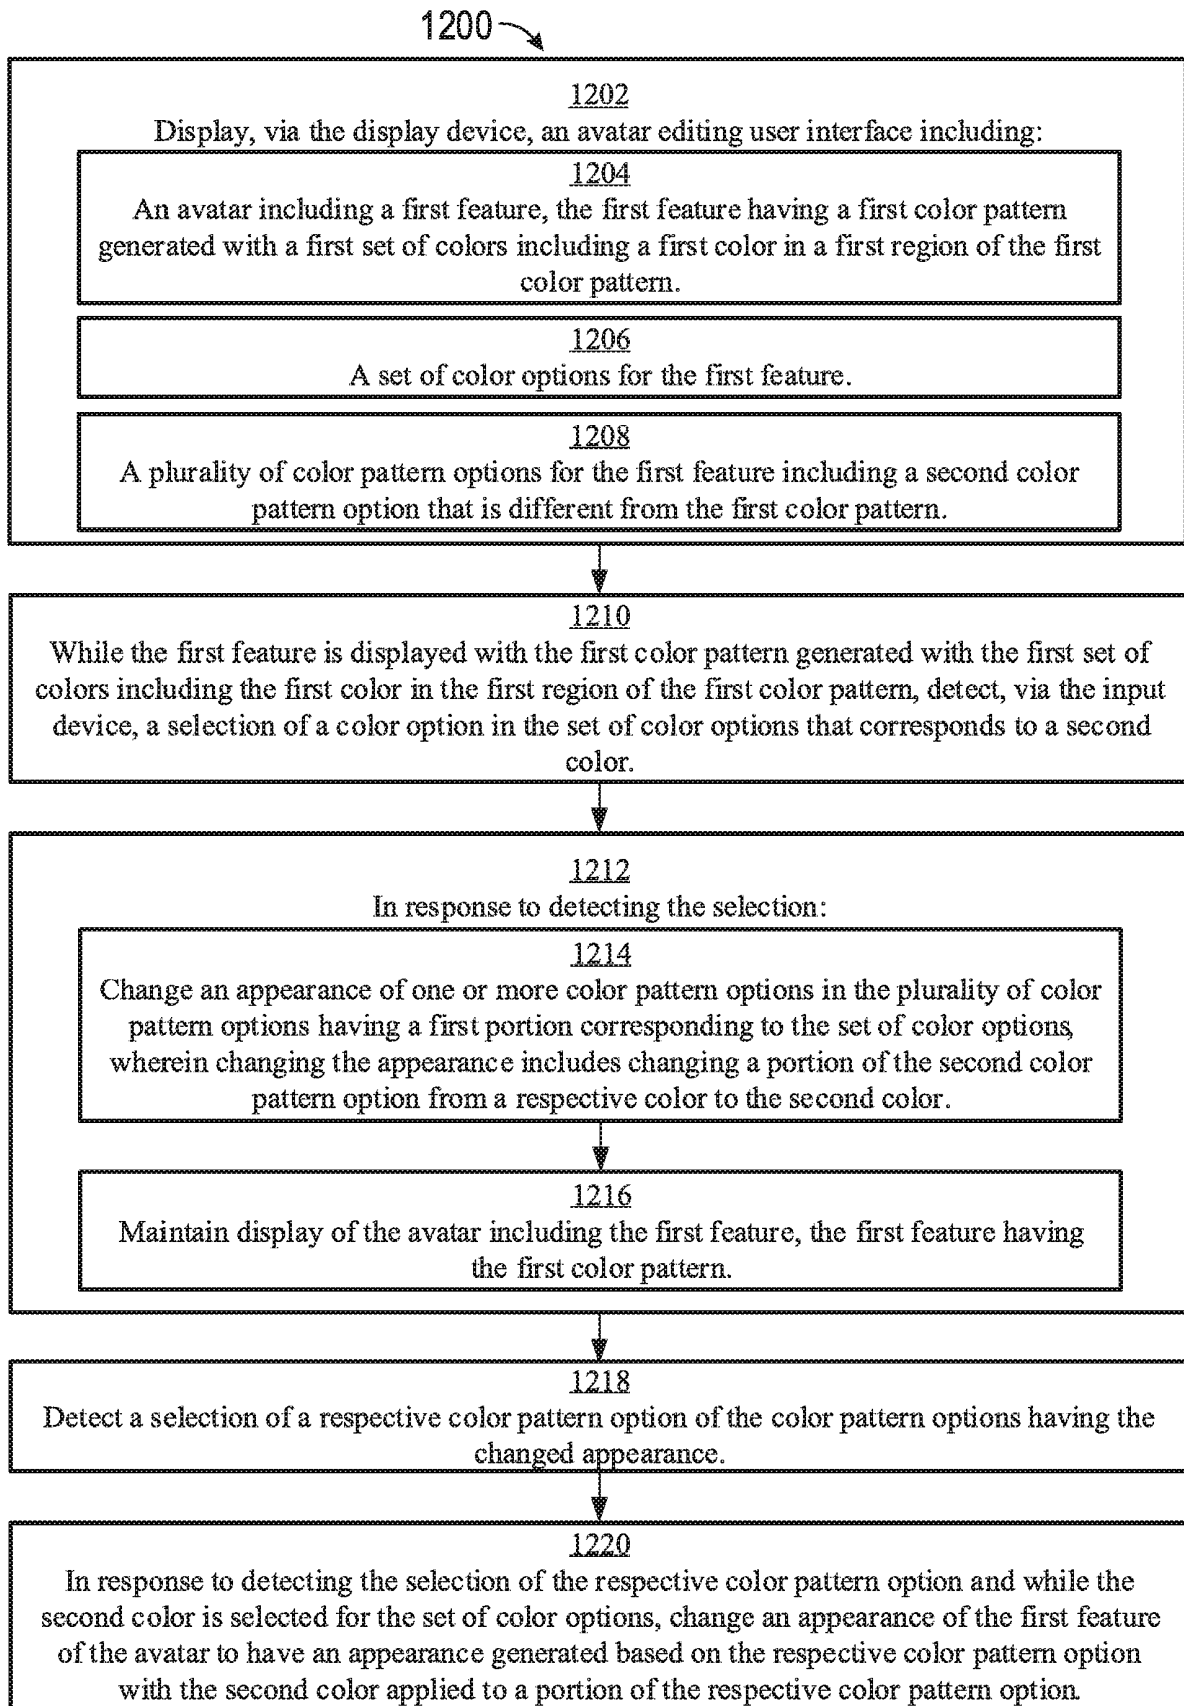 1200
1202
Display, via the display device, an avatar editing user interface including:
1204
An avatar including a first feature, the first feature having a first color pattern
generated with a first set of colors including a first color in a first region of the first
color pattern.
1206
A set of color options for the first feature.
1208
A plurality of color pattern options for the first feature including a second color
pattern option that is different from the first color pattern.
1210
While the first feature is displayed with the first color pattern generated with the first set of
colors including the first color in the first region of the first color pattern, detect, via the input
device, a selection of a color option in the set of color options that corresponds to a second
color.
1212
In response to detecting the selection:
1214
Change an appearance of one or more color pattern options in the plurality of color
pattern options having a first portion corresponding to the set of color options,
wherein changing the appearance includes changing a portion of the second color
pattern option from a respective color to the second color.
1216
Maintain display of the avatar including the first feature, the first feature having
the first color pattern.
1218
Detect a selection of a respective color pattern option of the color pattern options having the
changed appearance.
1220
In response to detecting the selection of the respective color pattern option and while the
second color is selected for the set of color options, change an appearance of the first feature
of the avatar to have an appearance generated based on the respective color pattern option
with the second color applied to a portion of the respective color pattern option.